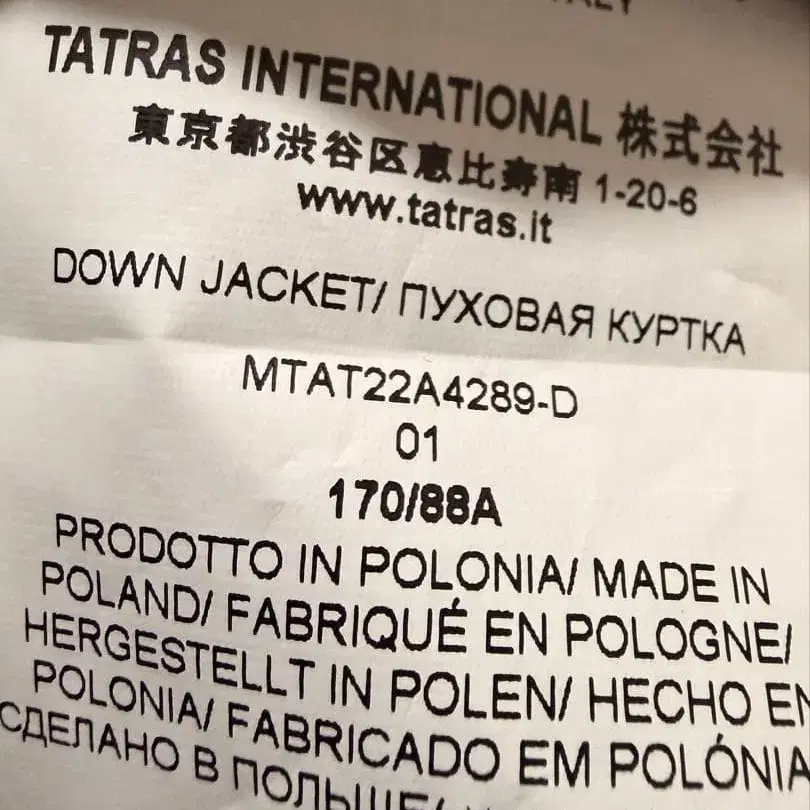 TATRAS INTERNATIONAL 株式会社
東京都渋谷区恵比寿南 1-20-6
www.tatras.it
DOWN JACKET/ ПУХОВАЯ КУРТКА
MTAT22A4289-D
01
170/88A
PRODOTTO IN POLONIA/ MADE IN
POLAND/ FABRIQUÉ EN POLOGNE/
HERGESTELLT IN POLEN/ HECHO EN
POLONIA/ FABRICADO EM POLÓNIA
СДЕЛАНО В ПОЛЬШЕ/